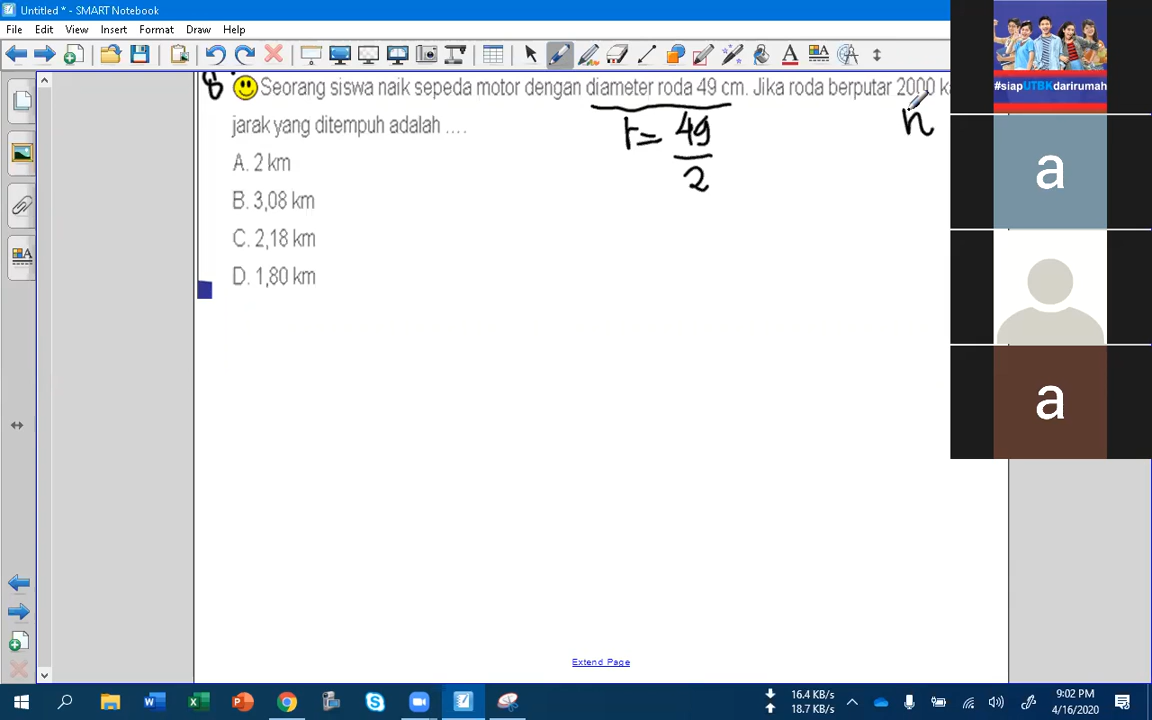 Untitled * - SMART Notebook
File Edit View Insert Format Draw Help
#siapUTBKdarirumah
8. Seorang siswa naik sepeda motor dengan diameter roda 49 cm. Jika roda berputar 2000
jarak yang ditempuh adalah ....
r = 49
2
n
A. 2 km
B. 3,08 km
C. 2,18 km
D. 1,80 km
a
a
Extend Page
16.4 KB/s
18.7 KB/s
9:02 PM
4/16/2020